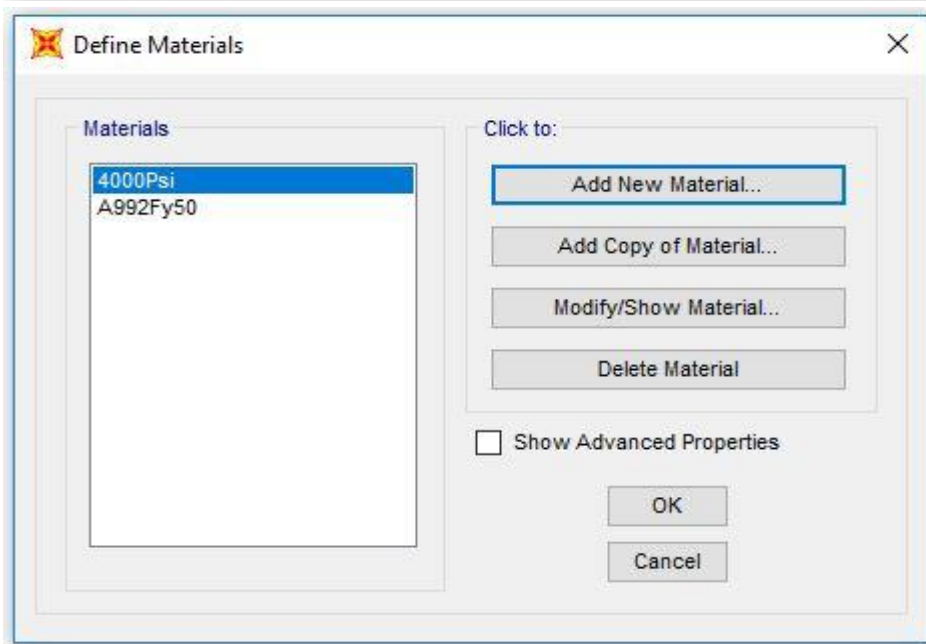 Define Materials
Materials
4000Psi
A992Fy50
Click to:
Add New Material...
Add Copy of Material...
Modify/Show Material...
Delete Material
Show Advanced Properties
OK
Cancel